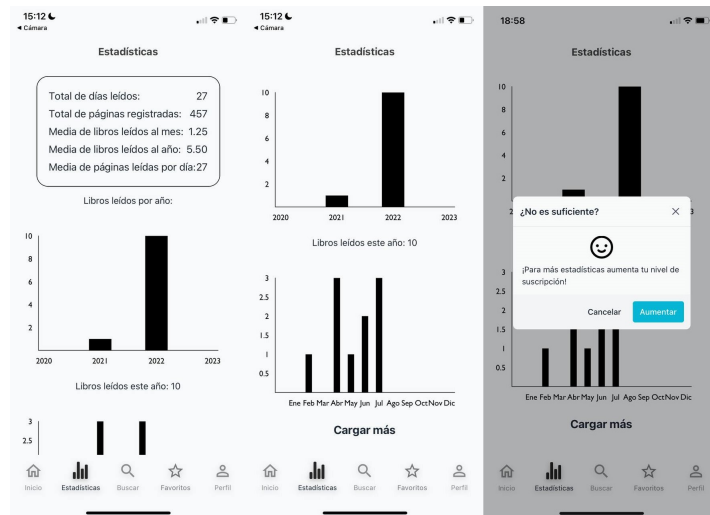 15:12
◄ Cámara
Estadísticas
Total de días leídos: 27
Total de páginas registradas: 457
Media de libros leídos al mes: 1.25
Media de libros leídos al año: 5.50
Media de páginas leídas por día:27
Libros leídos por año:
10
8
6
4
2
2020 2021 2022 2023
Libros leídos este año: 10
3
2.5
Inicio Estadísticas Buscar Favoritos Perfil
15:12
◄ Cámara
Estadísticas
10
8
6
4
2
2020 2021 2022 2023
Libros leídos este año: 10
3
2.5
2
1.5
1
0.5
Ene Feb Mar Abr May Jun Jul Ago Sep Oct Nov Dic
Cargar más
Inicio Estadísticas Buscar Favoritos Perfil
18:58
Estadísticas
10
8
6
4
2
2 3
¿No es suficiente?
¡Para más estadísticas aumenta tu nivel de
suscripción!
Cancelar Aumentar
3
2.5
2
1.5
1
0.5
Ene Feb Mar Abr May Jun Jul Ago Sep Oct Nov Dic
Cargar más
Inicio Estadísticas Buscar Favoritos Perfil